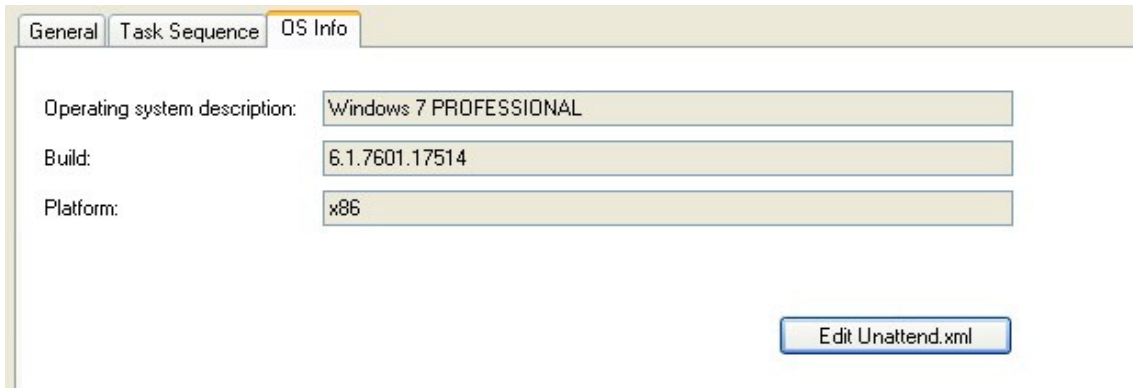 General Task Sequence OS Info
Operating system description: Windows 7 PROFESSIONAL
Build: 6.1.7601.17514
Platform: x86
Edit Unattend.xml